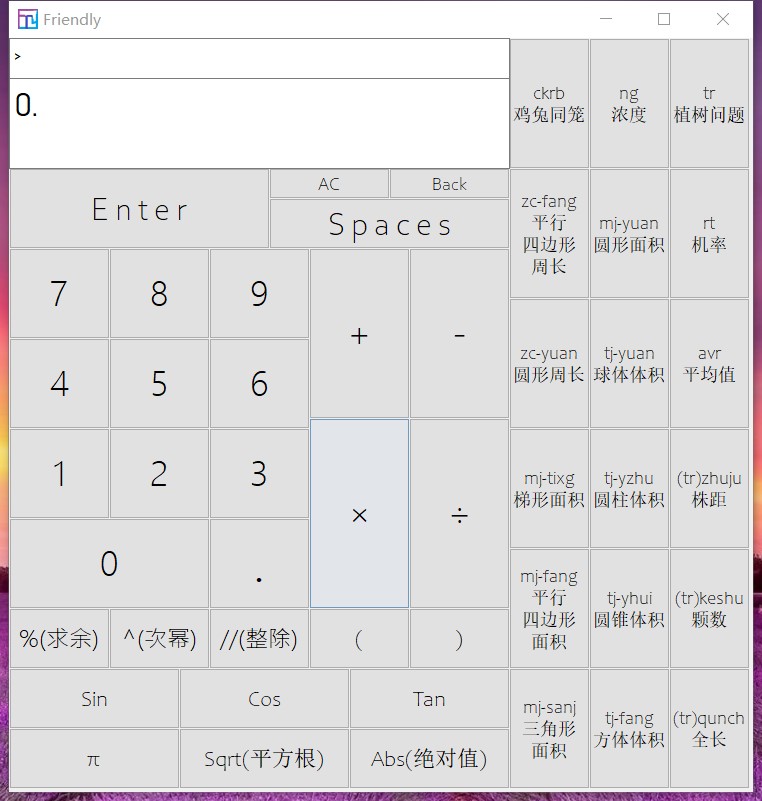 Friendly
>
0.
Enter
AC
Back
Spaces
7
8
9
+
-
4
5
6
1
2
3
×
÷
0
.
%(求余)
^(次幂)
//(整除)
(
)
Sin
Cos
Tan
π
Sqrt(平方根)
Abs(绝对值)
ckrb
鸡兔同笼
ng
浓度
tr
植树问题
zc-fang
平行
四边形
周长
mj-yuan
圆形面积
rt
机率
zc-yuan
圆形周长
tj-yuan
球体体积
avr
平均值
mj-tixg
梯形面积
tj-yzhu
圆柱体积
(tr)zhuju
株距
mj-fang
平行
四边形
面积
tj-yhui
圆锥体积
(tr)keshu
颗数
mj-sanj
三角形
面积
tj-fang
方体体积
(tr)qunch
全长